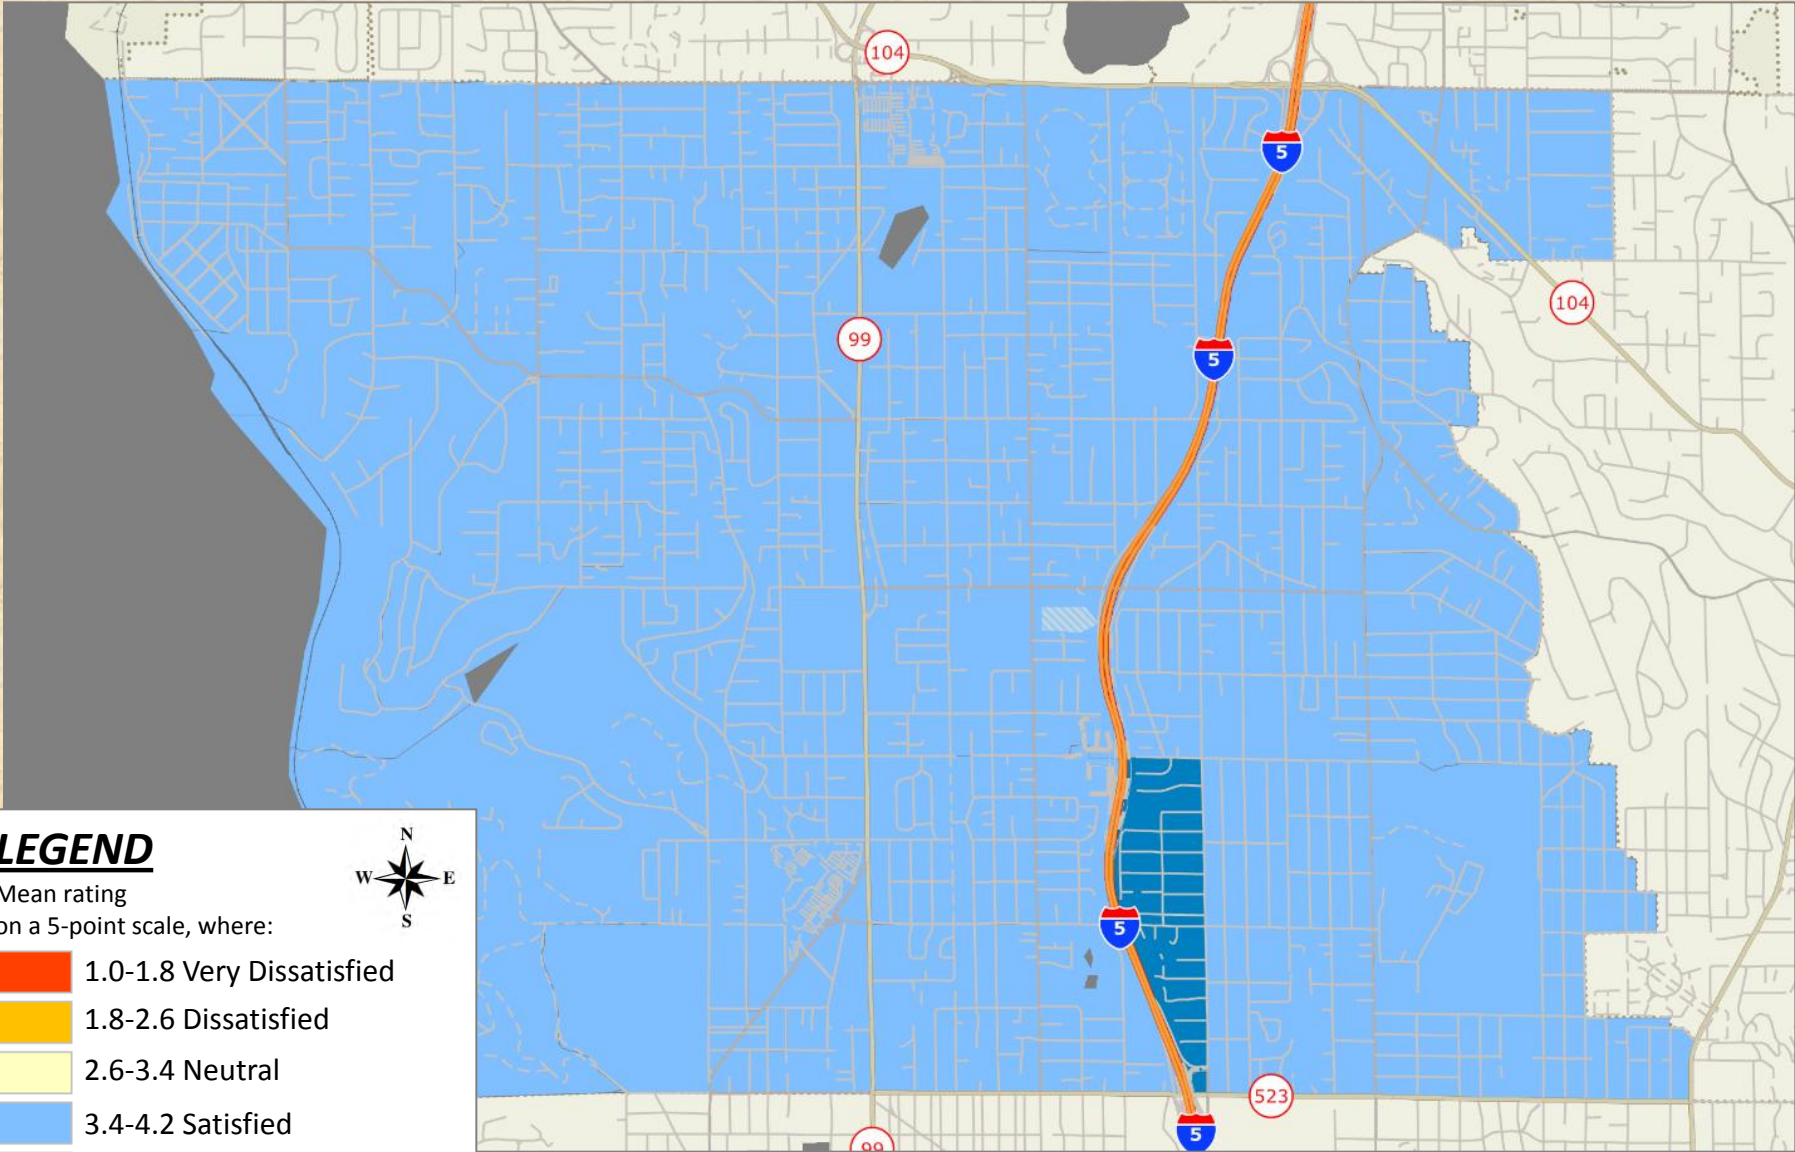 104
5
104
99
5
5
523
5
99
LEGEND
N
W E
S
Mean rating
on a 5-point scale, where:
1.0-1.8 Very Dissatisfied
1.8-2.6 Dissatisfied
2.6-3.4 Neutral
3.4-4.2 Satisfied